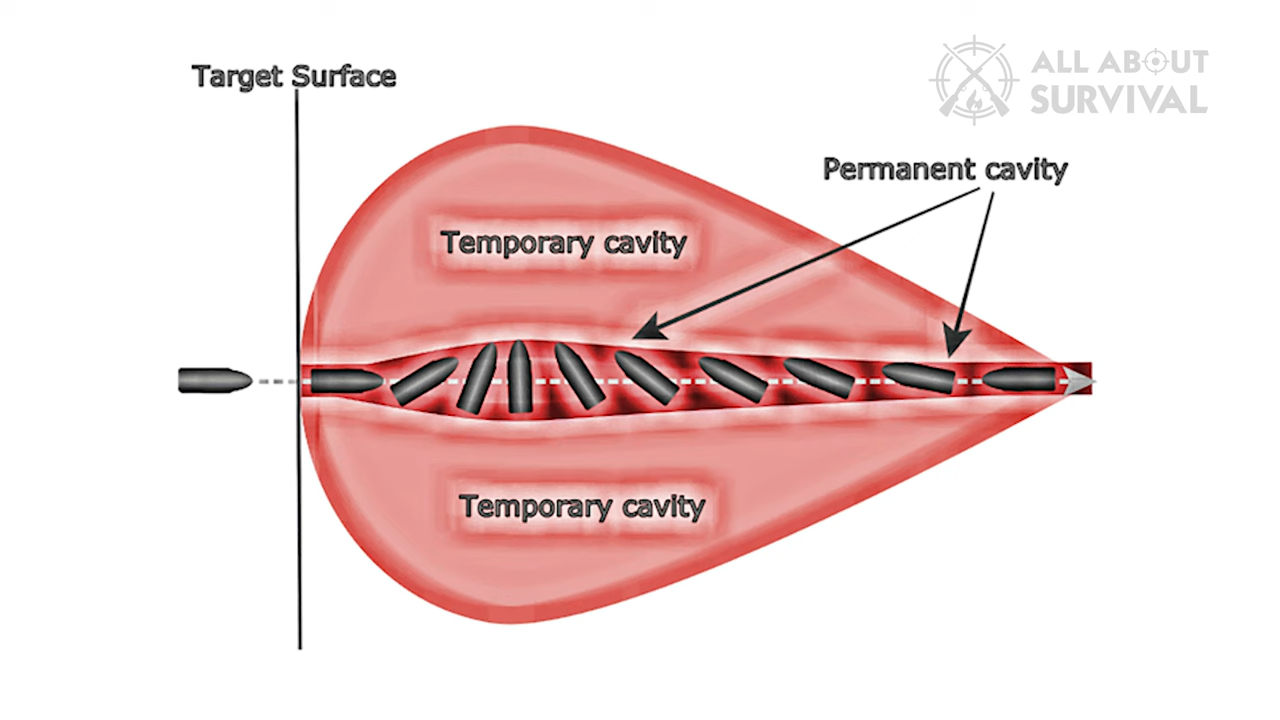 Target Surface
ALL ABOUT
SURVIVAL
Permanent cavity
Temporary cavity
Temporary cavity